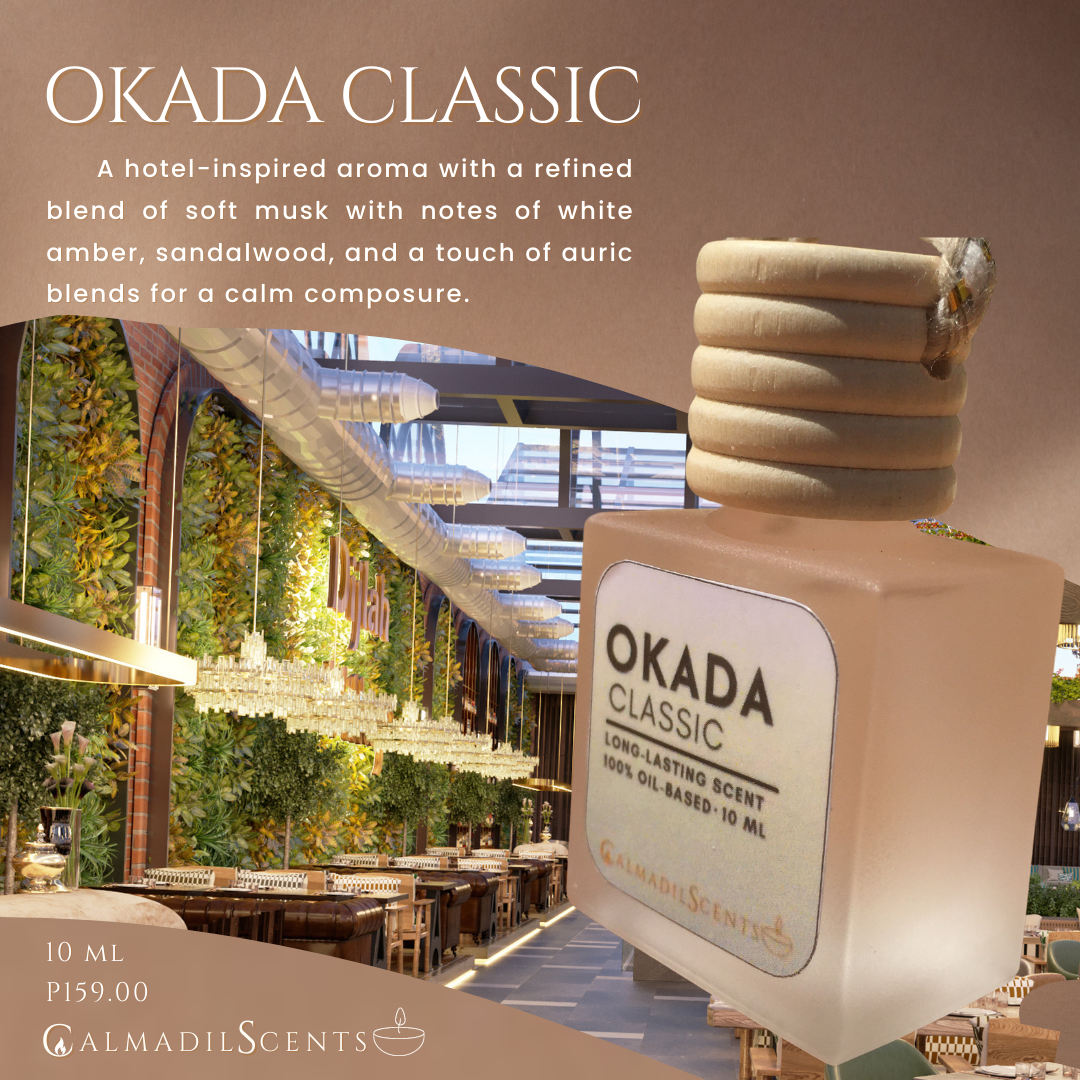 OKADA CLASSIC
A hotel-inspired aroma with a refined
blend of soft musk with notes of white
amber, sandalwood, and a touch of auric
blends for a calm composure.
OKADA
CLASSIC
LONG-LASTING SCENT
100% OIL-BASED · 10 ML
CALMADILSCENTS
10 ML
P159.00
CALMADILSCENTS